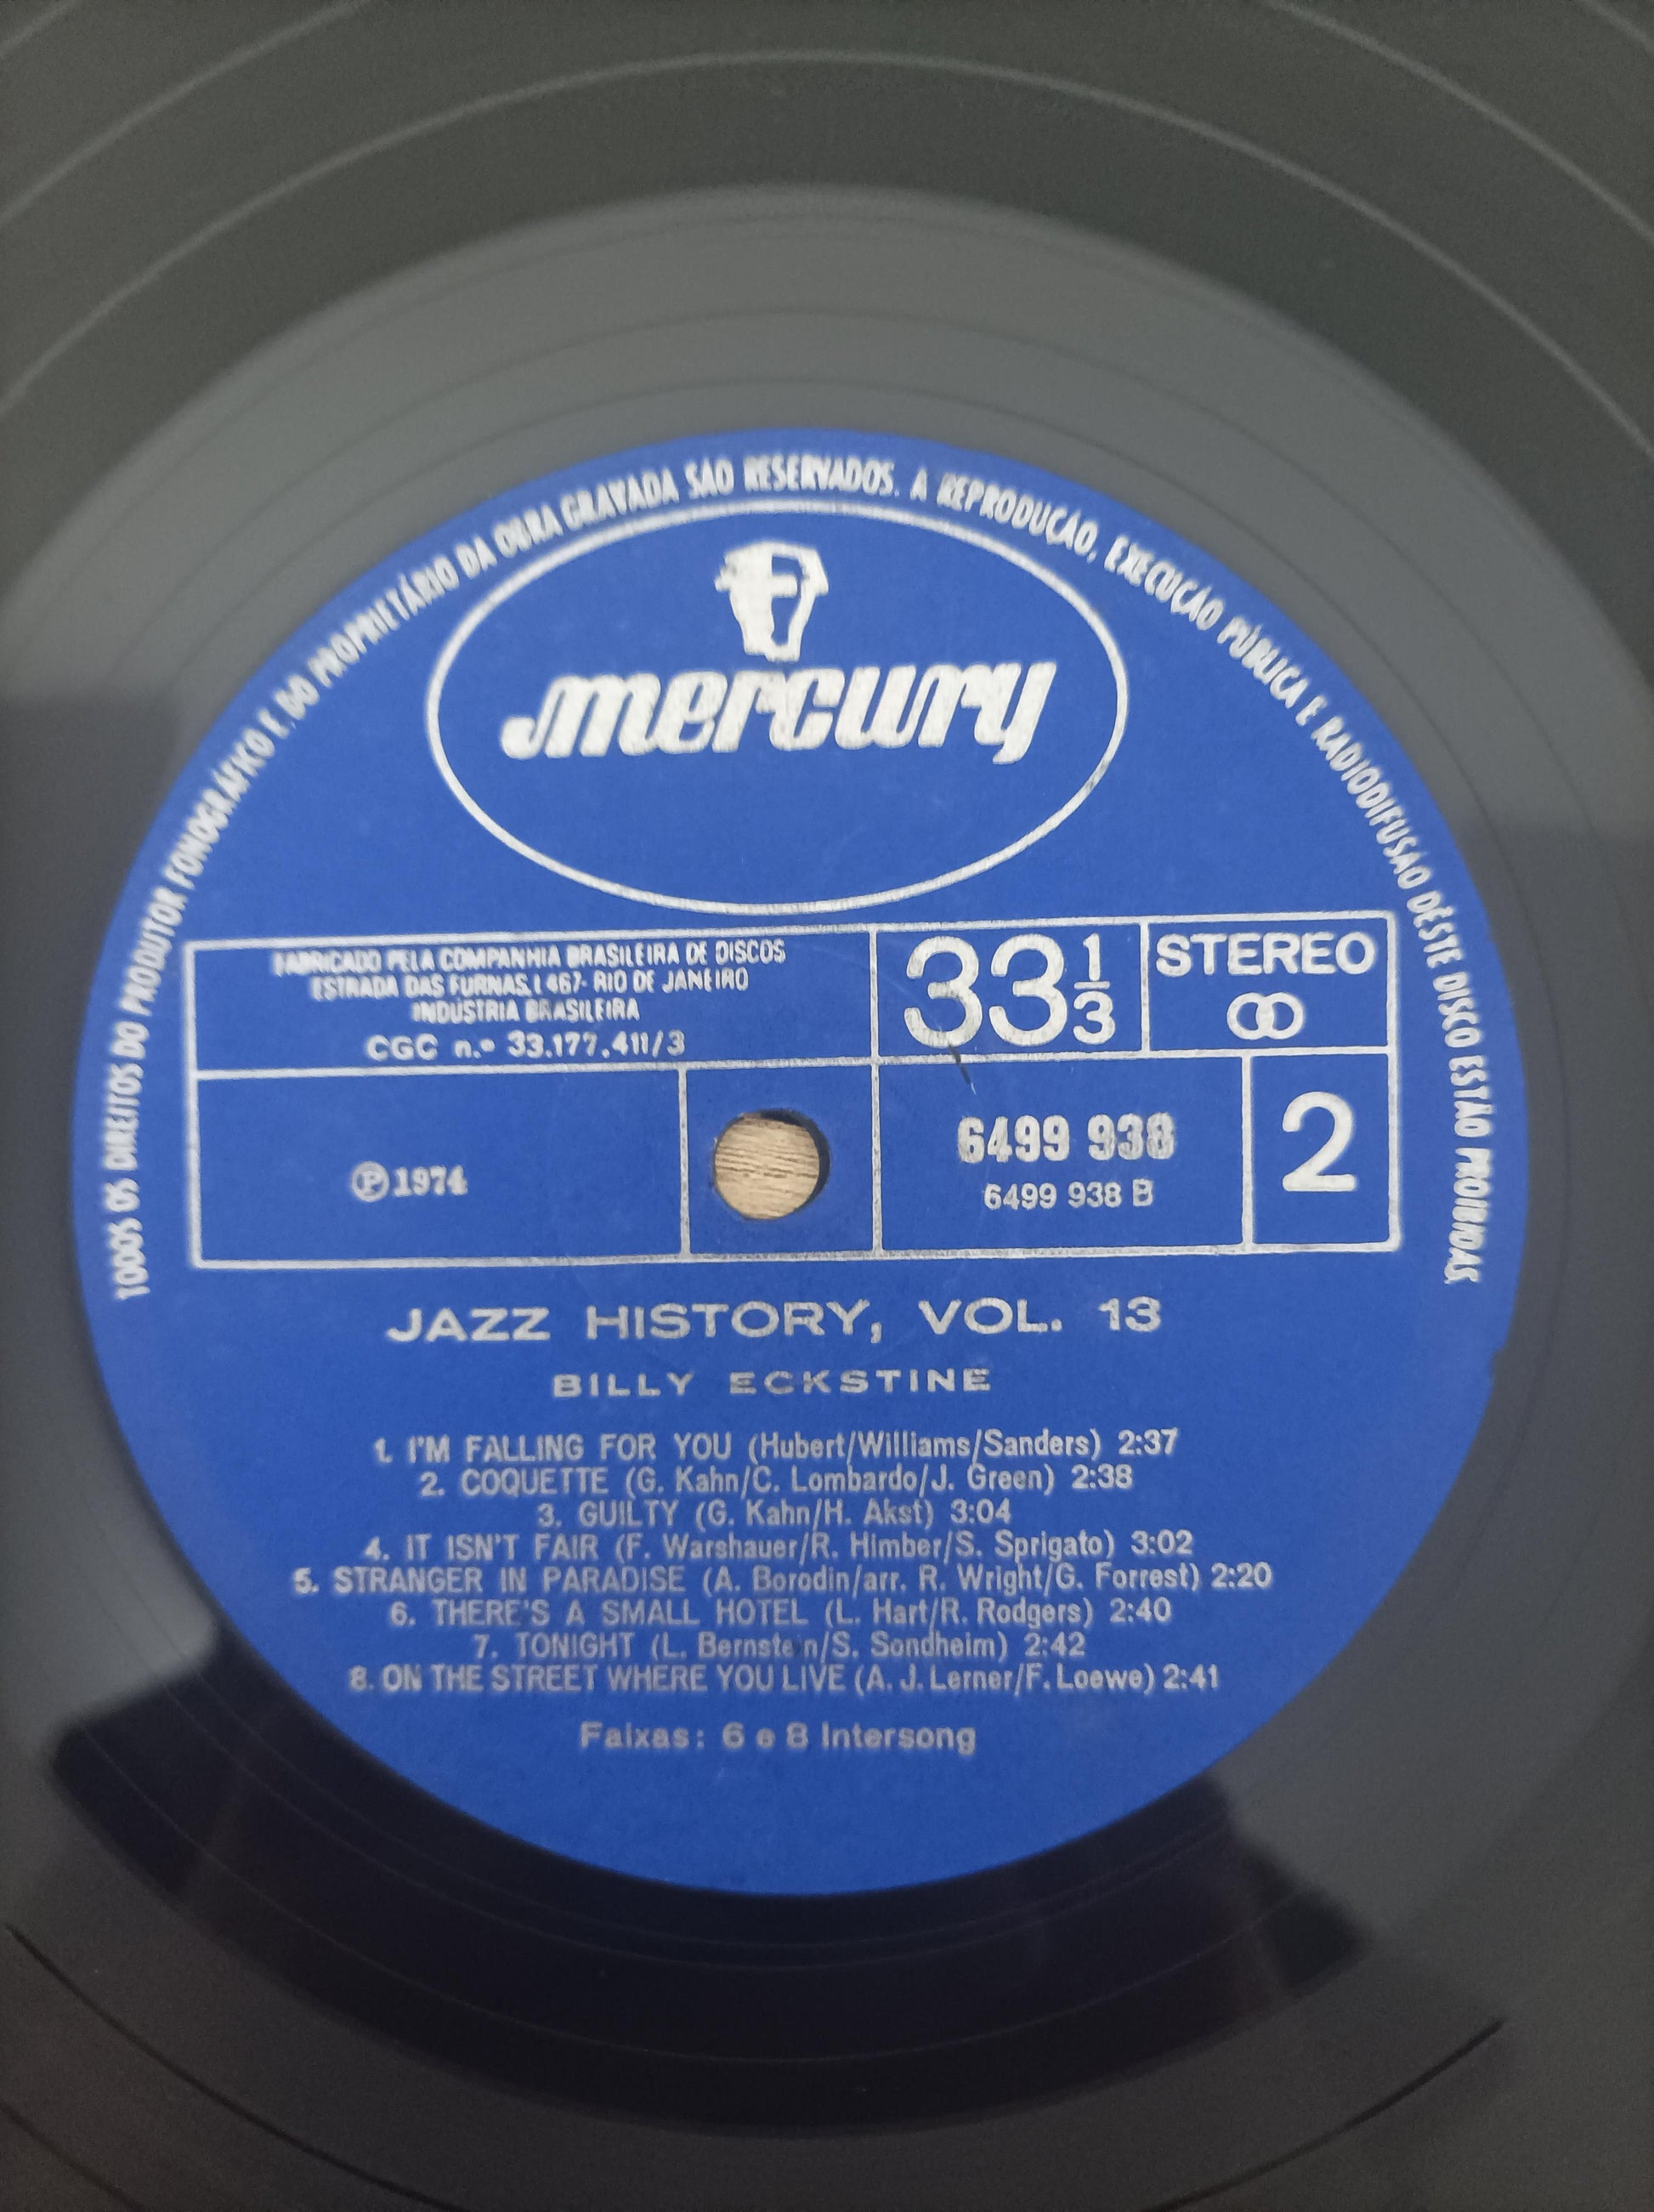 TODOS OS DIREITOS DO PRODUTOR FONOGRÁFICO E DO PROPRIETÁRIO DA OBRA GRAVADA SÃO RESERVADOS. A REPRODUÇÃO, EXECUÇÃO PÚBLICA E RADIODIFUSÃO DÊSTE DISCO ESTÃO PROIBIDAS
mercury
FABRICADO PELA COMPANHIA BRASILEIRA DE DISCOS
ESTRADA DAS FURNAS, 1467- RIO DE JANEIRO
INDÚSTRIA BRASILEIRA
CGC n.º 33.177.411/3
33 1/3
STEREO
℗ 1974
6499 938
6499 938 B
2
JAZZ HISTORY, VOL. 13
BILLY ECKSTINE
1. I'M FALLING FOR YOU (Hubert/Williams/Sanders) 2:37
2. COQUETTE (G. Kahn/C. Lombardo/J. Green) 2:38
3. GUILTY (G. Kahn/H. Akst) 3:04
4. IT ISN'T FAIR (F. Warshauer/R. Himber/S. Sprigato) 3:02
5. STRANGER IN PARADISE (A. Borodin/arr. R. Wright/G. Forrest) 2:20
6. THERE'S A SMALL HOTEL (L. Hart/R. Rodgers) 2:40
7. TONIGHT (L. Bernstein/S. Sondheim) 2:42
8. ON THE STREET WHERE YOU LIVE (A. J. Lerner/F. Loewe) 2:41
Faixas: 6 e 8 Intersong